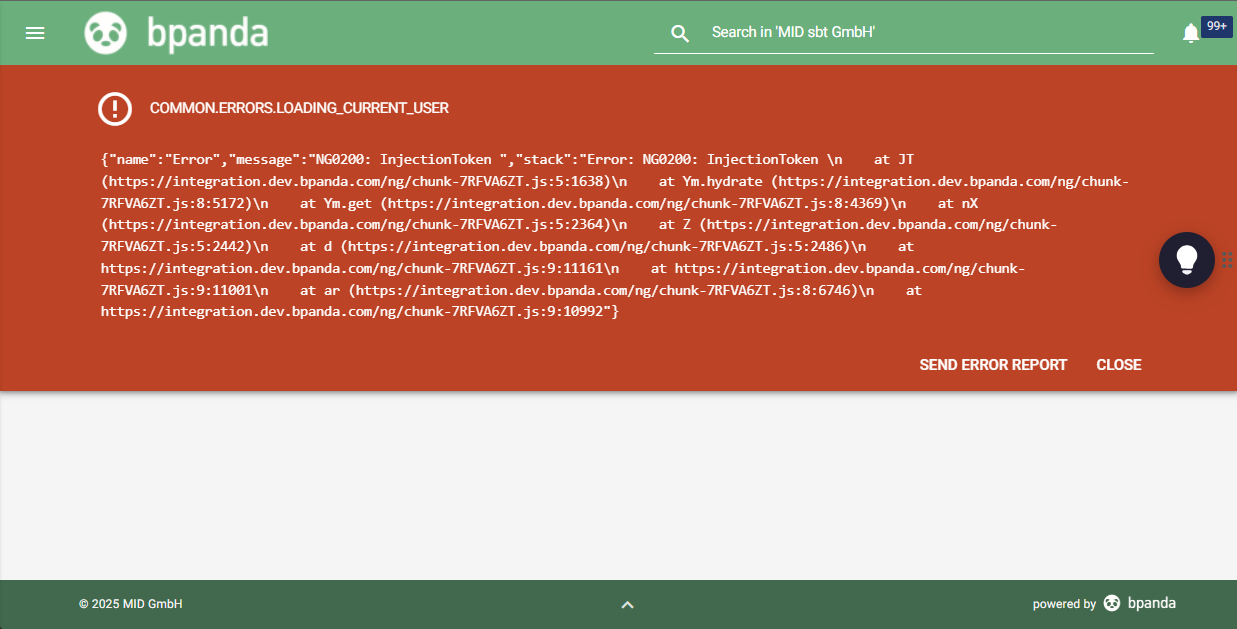 bpanda
Search in 'MID sbt GmbH'
99+
COMMON.ERRORS.LOADING_CURRENT_USER
{"name":"Error","message":"NG0200: InjectionToken ","stack":"Error: NG0200: InjectionToken \n    at JT
(https://integration.dev.bpanda.com/ng/chunk-7RFVA6ZT.js:5:1638)\n    at Ym.hydrate (https://integration.dev.bpanda.com/ng/chunk-
7RFVA6ZT.js:8:5172)\n    at Ym.get (https://integration.dev.bpanda.com/ng/chunk-7RFVA6ZT.js:8:4369)\n    at nX
(https://integration.dev.bpanda.com/ng/chunk-7RFVA6ZT.js:5:2364)\n    at Z (https://integration.dev.bpanda.com/ng/chunk-
7RFVA6ZT.js:5:2442)\n    at d (https://integration.dev.bpanda.com/ng/chunk-7RFVA6ZT.js:5:2486)\n    at
https://integration.dev.bpanda.com/ng/chunk-7RFVA6ZT.js:9:11161\n    at https://integration.dev.bpanda.com/ng/chunk-
7RFVA6ZT.js:9:11001\n    at ar (https://integration.dev.bpanda.com/ng/chunk-7RFVA6ZT.js:8:6746)\n    at
https://integration.dev.bpanda.com/ng/chunk-7RFVA6ZT.js:9:10992"}
SEND ERROR REPORT CLOSE
© 2025 MID GmbH
powered by bpanda